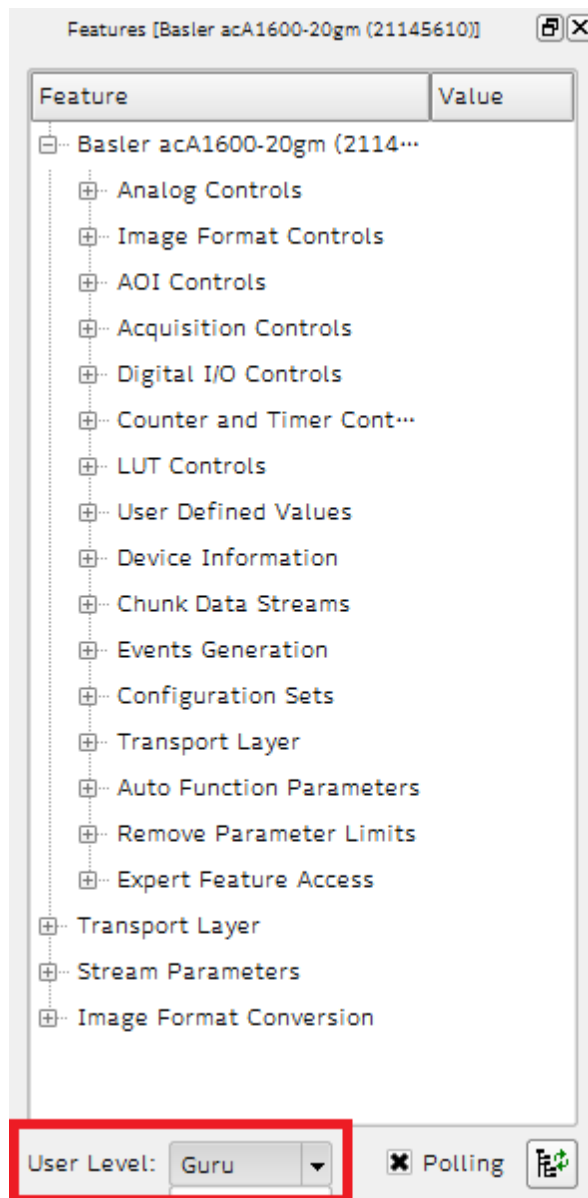 Features [Basler acA1600-20gm (21145610)]
Feature Value
Basler acA1600-20gm (2114···
Analog Controls
Image Format Controls
AOI Controls
Acquisition Controls
Digital I/O Controls
Counter and Timer Cont···
LUT Controls
User Defined Values
Device Information
Chunk Data Streams
Events Generation
Configuration Sets
Transport Layer
Auto Function Parameters
Remove Parameter Limits
Expert Feature Access
Transport Layer
Stream Parameters
Image Format Conversion
User Level: Guru Polling